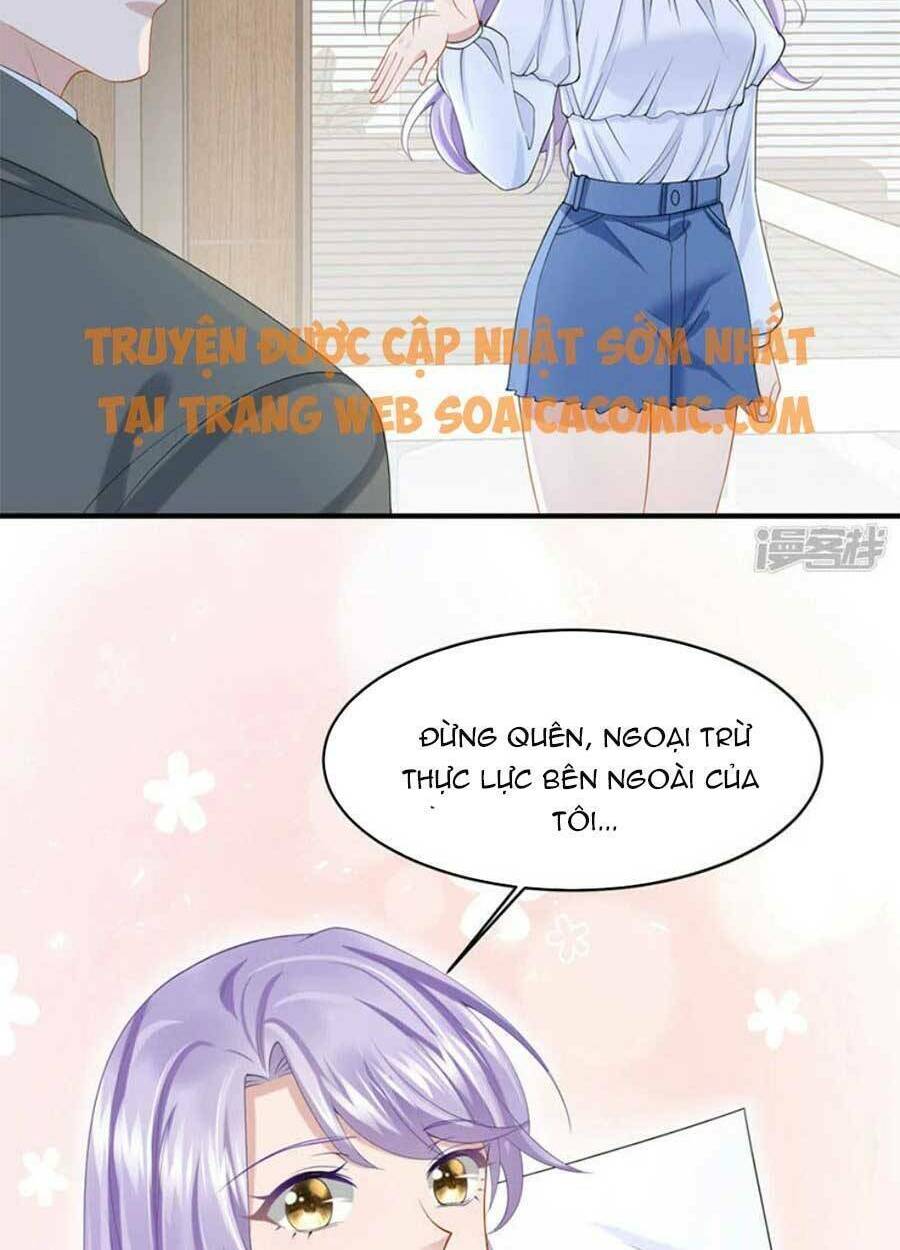 TRUYỆN ĐƯỢC CẬP NHẬT SỚM NHẤT
TẠI TRANG WEB SOAICACOMIC.COM
漫客栈
ĐỪNG QUÊN, NGOẠI TRỪ
THỰC LỰC BÊN NGOÀI CỦA
TÔI...